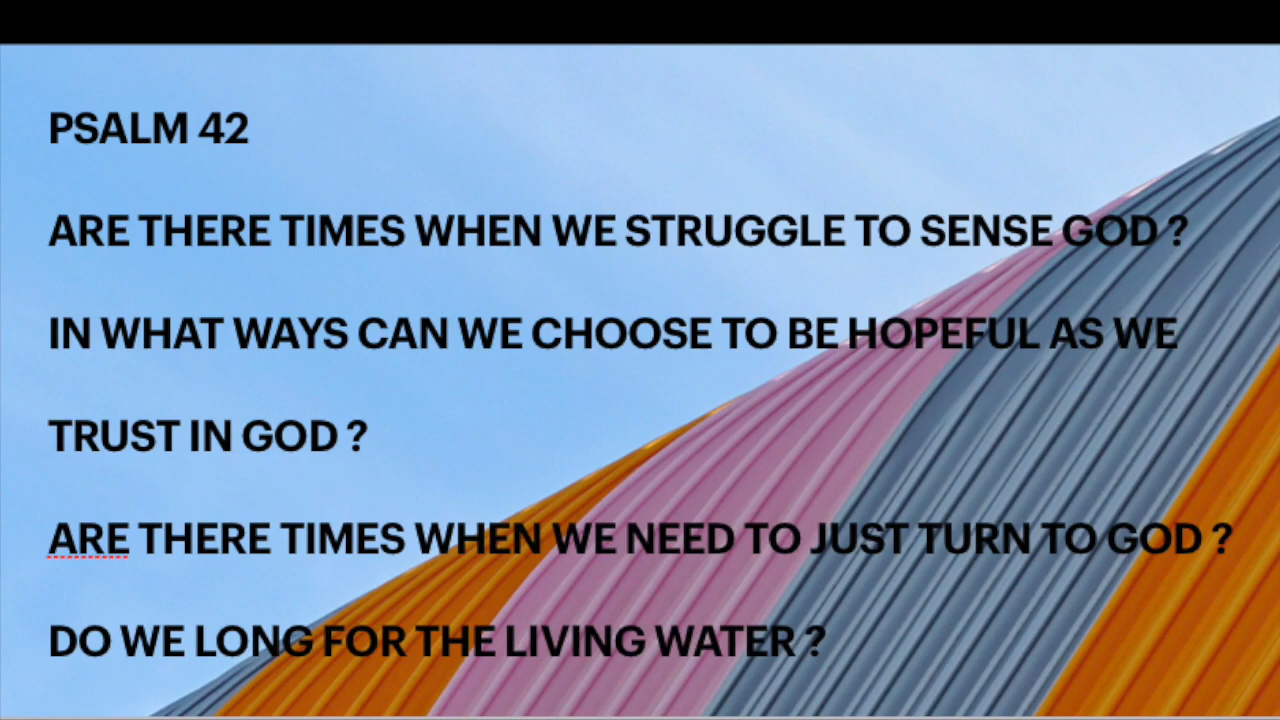 PSALM 42
ARE THERE TIMES WHEN WE STRUGGLE TO SENSE GOD ?
IN WHAT WAYS CAN WE CHOOSE TO BE HOPEFUL AS WE
TRUST IN GOD ?
ARE THERE TIMES WHEN WE NEED TO JUST TURN TO GOD ?
DO WE LONG FOR THE LIVING WATER ?